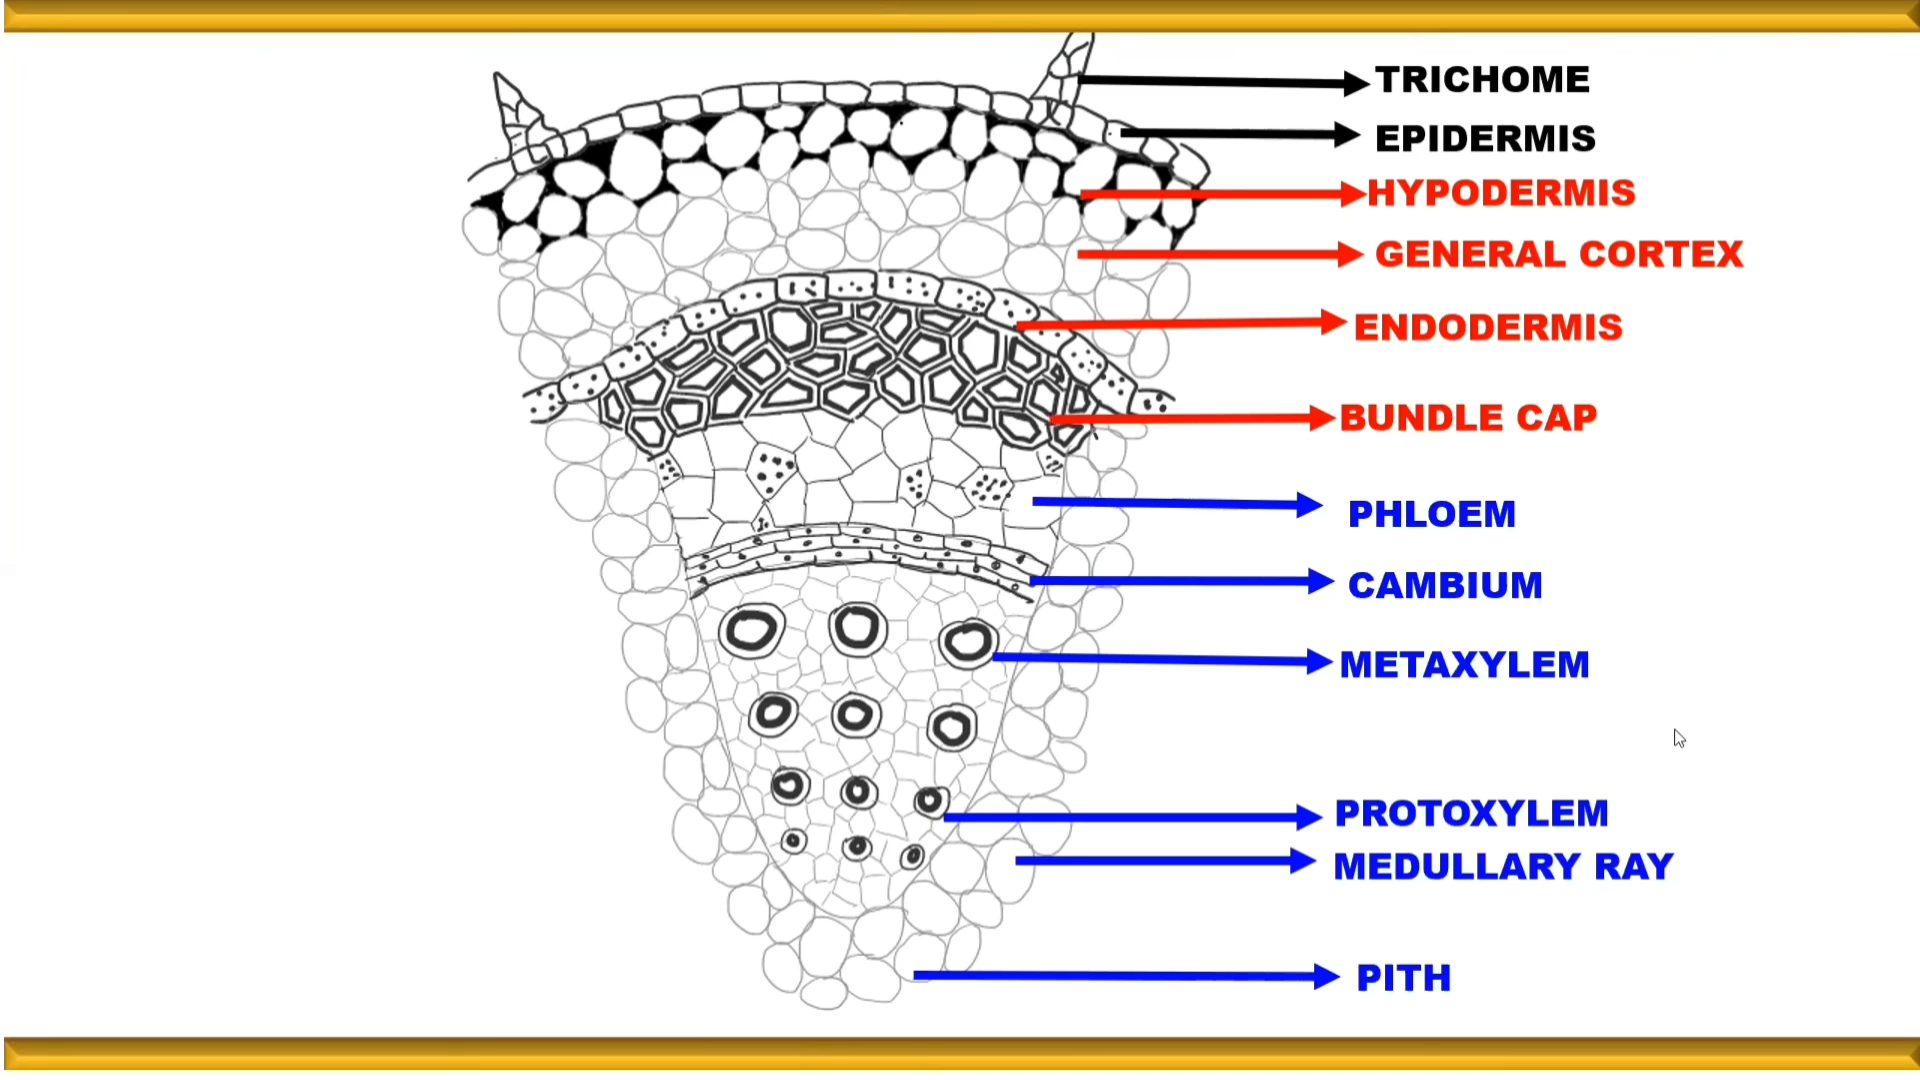 TRICHOME
EPIDERMIS
HYPODERMIS
GENERAL CORTEX
ENDODERMIS
BUNDLE CAP
PHLOEM
CAMBIUM
METAXYLEM
PROTOXYLEM
MEDULLARY RAY
PITH